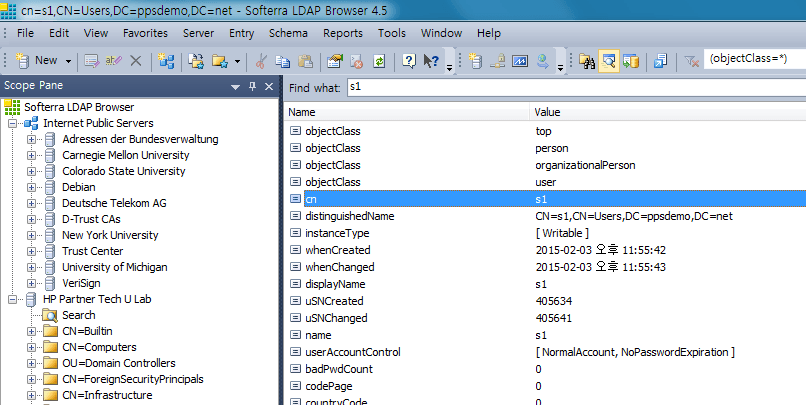 cn=s1,CN=Users,DC=ppsdemo,DC=net - Softerra LDAP Browser 4.5
File Edit View Favorites Server Entry Schema Reports Tools Window Help
New (objectClass=*)
Scope Pane
Find what: s1
Softerra LDAP Browser
Internet Public Servers
Adressen der Bundesverwaltung
Carnegie Mellon University
Colorado State University
Debian
Deutsche Telekom AG
D-Trust CAs
New York University
Trust Center
University of Michigan
VeriSign
HP Partner Tech U Lab
Search
CN=Builtin
CN=Computers
OU=Domain Controllers
CN=ForeignSecurityPrincipals
CN=Infrastructure
Name Value
objectClass top
objectClass person
objectClass organizationalPerson
objectClass user
cn s1
distinguishedName CN=s1,CN=Users,DC=ppsdemo,DC=net
instanceType [ Writable ]
whenCreated 2015-02-03 오후 11:55:42
whenChanged 2015-02-03 오후 11:55:43
displayName s1
uSNCreated 405634
uSNChanged 405641
name s1
userAccountControl [ NormalAccount, NoPasswordExpiration ]
badPwdCount 0
codePage 0
countryCode 0